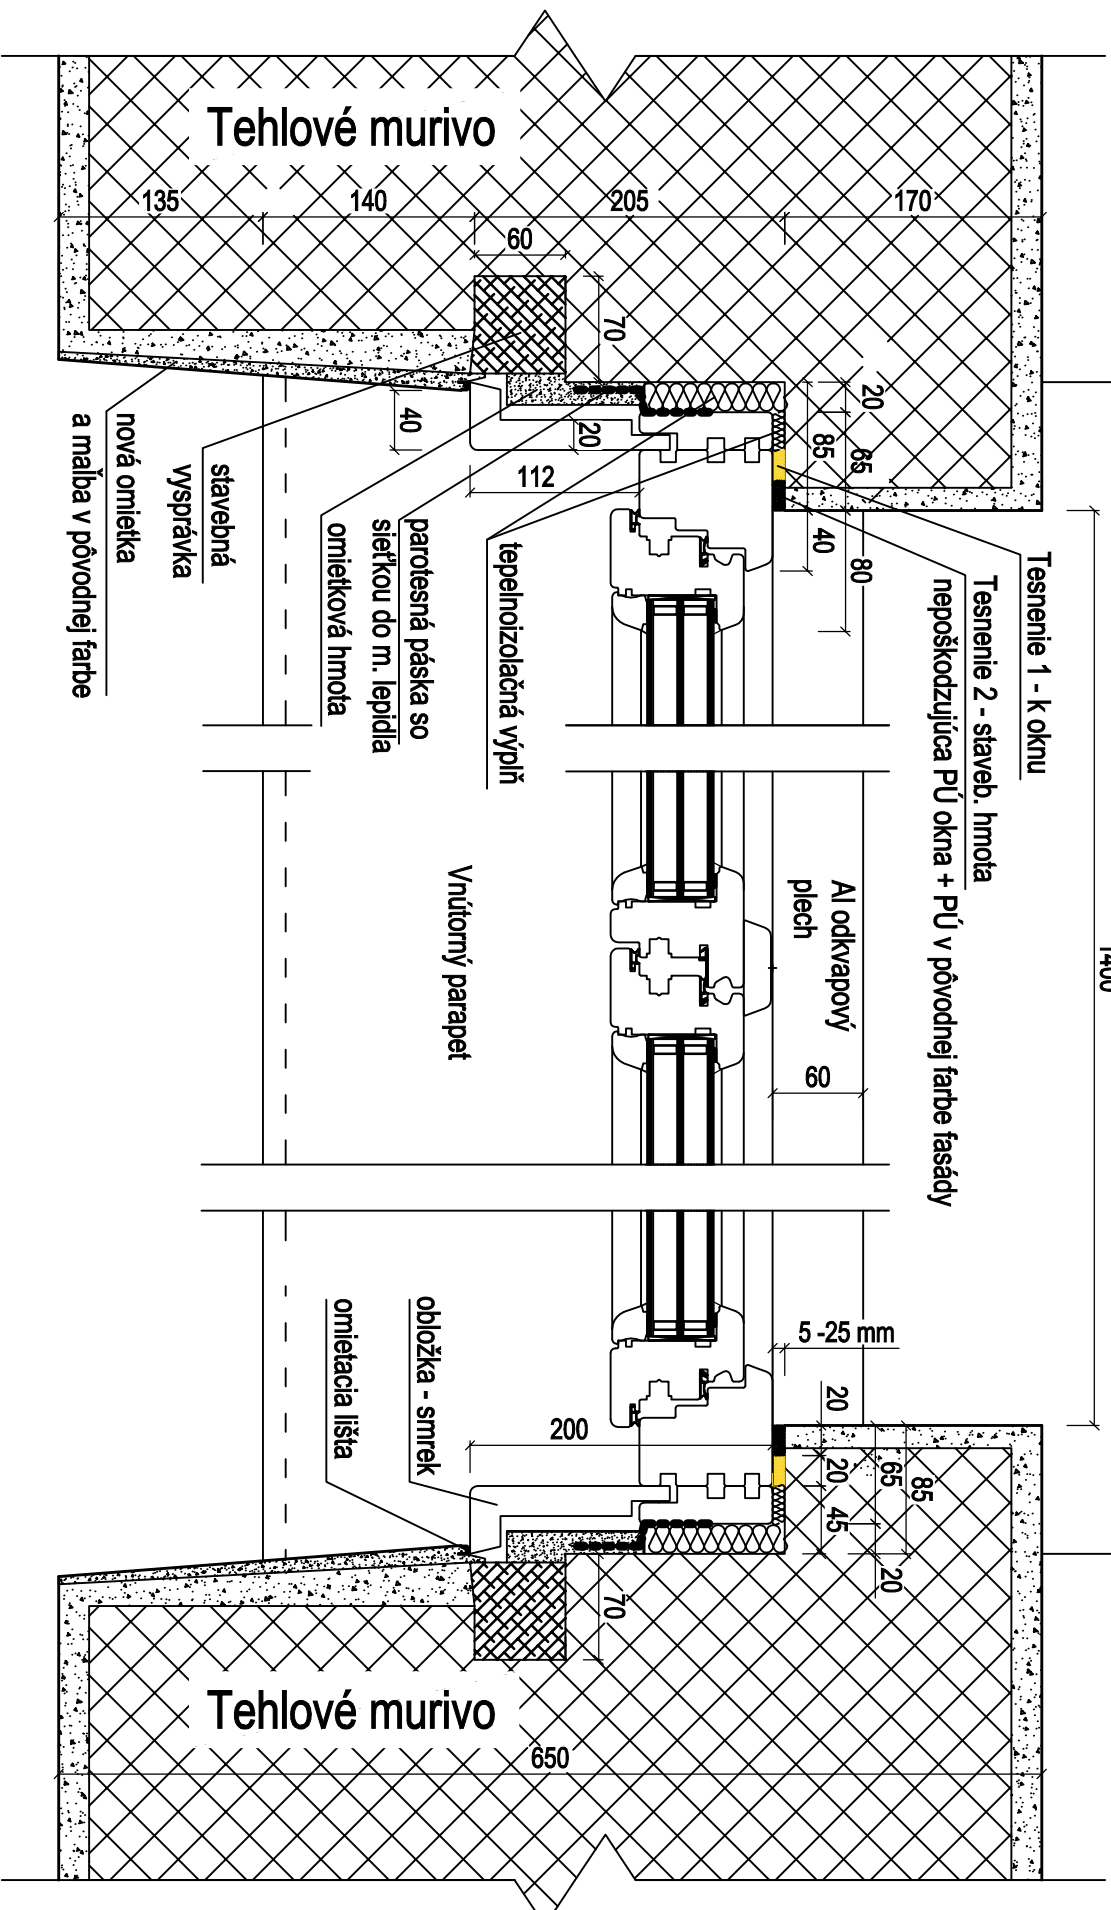 Tehlové murivo
135
140
205
170
60
70
20
85
65
40
20
40
80
112
nová omietka
a maľba v pôvodnej farbe
stavebná
vysprávka
omietková hmota
parotesná páska so
sieťkou do m. lepidla
tepelnoizolačná výplň
Tesnenie 1 - k oknu
Tesnenie 2 - staveb. hmota
nepoškodzujúca PÚ okna + PÚ v pôvodnej farbe fasády
1400
Al odkvapový
plech
Vnútorný parapet
60
5 -25 mm
obložka - smrek
omietacia lišta
200
20
20
45
65
85
20
70
Tehlové murivo
650